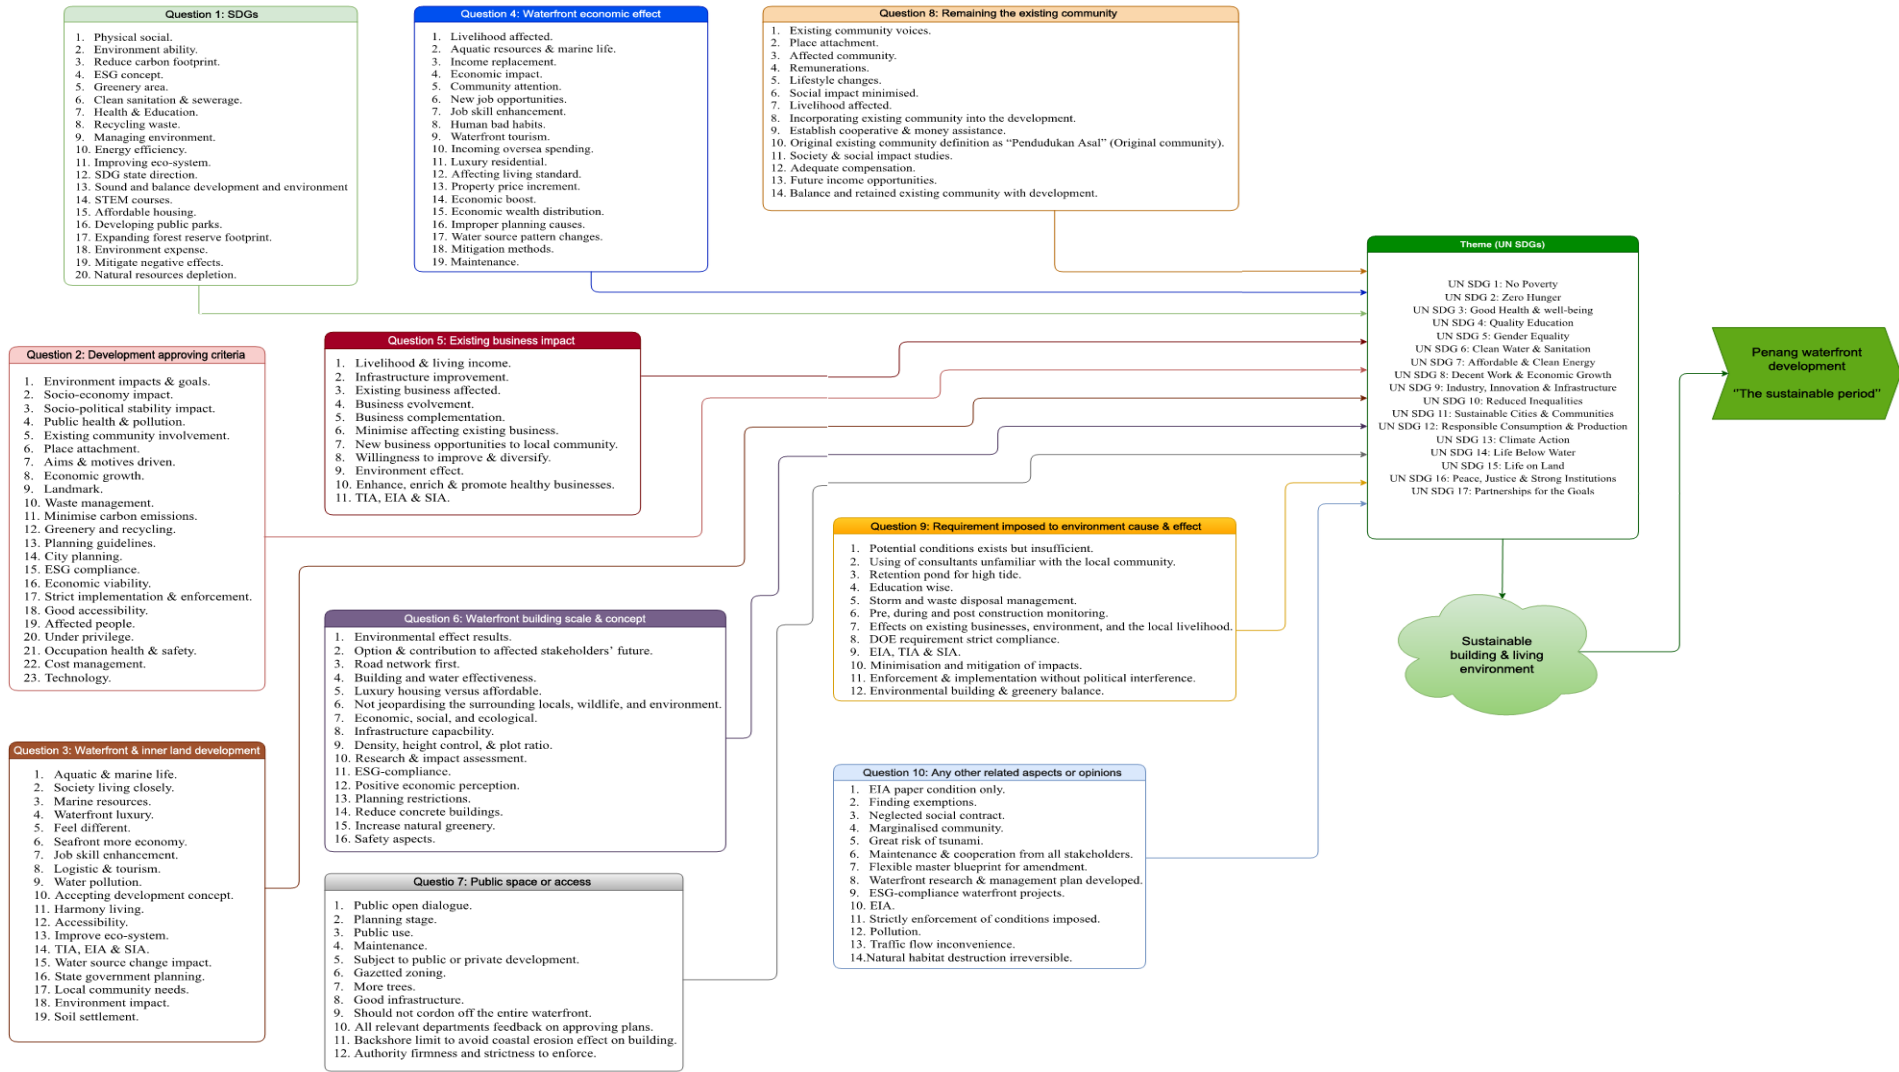 Question 1: SDGs
1. Physical social.
2. Environment ability.
3. Reduce carbon footprint.
4. ESG concept.
5. Greenery area.
6. Clean sanitation & sewerage.
7. Health & Education.
8. Recycling waste.
9. Managing environment.
10. Energy efficiency.
11. Improving eco-system.
12. SDG state direction.
13. Sound and balance development and environment
14. STEM courses.
15. Affordable housing.
16. Developing public parks.
17. Expanding forest reserve footprint.
18. Environment expense.
19. Mitigate negative effects.
20. Natural resources depletion.
Question 4: Waterfront economic effect
1. Livelihood affected.
2. Aquatic resources & marine life.
3. Income replacement.
4. Economic impact.
5. Community attention.
6. New job opportunities.
7. Job skill enhancement.
8. Human bad habits.
9. Waterfront tourism.
10. Incoming oversea spending.
11. Luxury residential.
12. Affecting living standard.
13. Property price increment.
14. Economic boost.
15. Economic wealth distribution.
16. Improper planning causes.
17. Water source pattern changes.
18. Mitigation methods.
19. Maintenance.
Question 8: Remaining the existing community
1. Existing community voices.
2. Place attachment.
3. Affected community.
4. Remunerations.
5. Lifestyle changes.
6. Social impact minimised.
7. Livelihood affected.
8. Incorporating existing community into the development.
9. Establish cooperative & money assistance.
10. Original existing community definition as “Pendudukan Asal” (Original community).
11. Society & social impact studies.
12. Adequate compensation.
13. Future income opportunities.
14. Balance and retained existing community with development.
Question 2: Development approving criteria
1. Environment impacts & goals.
2. Socio-economy impact.
3. Socio-political stability impact.
4. Public health & pollution.
5. Existing community involvement.
6. Place attachment.
7. Aims & motives driven.
8. Economic growth.
9. Landmark.
10. Waste management.
11. Minimise carbon emissions.
12. Greenery and recycling.
13. Planning guidelines.
14. City planning.
15. ESG compliance.
16. Economic viability.
17. Strict implementation & enforcement.
18. Good accessibility.
19. Affected people.
20. Under privilege.
21. Occupation health & safety.
22. Cost management.
23. Technology.
Question 5: Existing business impact
1. Livelihood & living income.
2. Infrastructure improvement.
3. Existing business affected.
4. Business evolvement.
5. Business complementation.
6. Minimise affecting existing business.
7. New business opportunities to local community.
8. Willingness to improve & diversify.
9. Environment effect.
10. Enhance, enrich & promote healthy businesses.
11. TIA, EIA & SIA.
Theme (UN SDGs)
UN SDG 1: No Poverty
UN SDG 2: Zero Hunger
UN SDG 3: Good Health & well-being
UN SDG 4: Quality Education
UN SDG 5: Gender Equality
UN SDG 6: Clean Water & Sanitation
UN SDG 7: Affordable & Clean Energy
UN SDG 8: Decent Work & Economic Growth
UN SDG 9: Industry, Innovation & Infrastructure
UN SDG 10: Reduced Inequalities
UN SDG 11: Sustainable Cities & Communities
UN SDG 12: Responsible Consumption & Production
UN SDG 13: Climate Action
UN SDG 14: Life Below Water
UN SDG 15: Life on Land
UN SDG 16: Peace, Justice & Strong Institutions
UN SDG 17: Partnerships for the Goals
Penang waterfront
development
“The sustainable period”
Question 3: Waterfront & inner land development
1. Aquatic & marine life.
2. Society living closely.
3. Marine resources.
4. Waterfront luxury.
5. Feel different.
6. Seafront more economy.
7. Job skill enhancement.
8. Logistic & tourism.
9. Water pollution.
10. Accepting development concept.
11. Harmony living.
12. Accessibility.
13. Improve eco-system.
14. TIA, EIA & SIA.
15. Water source change impact.
16. State government planning.
17. Local community needs.
18. Environment impact.
19. Soil settlement.
Question 6: Waterfront building scale & concept
1. Environmental effect results.
2. Option & contribution to affected stakeholders’ future.
3. Road network first.
4. Building and water effectiveness.
5. Luxury housing versus affordable.
6. Not jeopardising the surrounding locals, wildlife, and environment.
7. Economic, social, and ecological.
8. Infrastructure capacbility.
9. Density, height control, & plot ratio.
10. Research & impact assessment.
11. ESG-compliance.
12. Positive economic perception.
13. Planning restrictions.
14. Reduce concrete buildings.
15. Increase natural greenery.
16. Safety aspects.
Questio 7: Public space or access
1. Public open dialogue.
2. Planning stage.
3. Public use.
4. Maintenance.
5. Subject to public or private development.
6. Gazetted zoning.
7. More trees.
8. Good infrastructure.
9. Should not cordon off the entire waterfront.
10. All relevant departments feedback on approving plans.
11. Backshore limit to avoid coastal erosion effect on building.
12. Authority firmness and strictness to enforce.
Question 9: Requirement imposed to environment cause & effect
1. Potential conditions exists but insufficient.
2. Using of consultants unfamiliar with the local community.
3. Retention pond for high tide.
4. Education wise.
5. Storm and waste disposal management.
6. Pre, during and post construction monitoring.
7. Effects on existing businesses, environment, and the local livelihood.
8. DOE requirement strict compliance.
9. EIA, TIA & SIA.
10. Minimisation and mitigation of impacts.
11. Enforcement & implementation without political interference.
12. Environmental building & greenery balance.
Sustainable
building & living
environment
Question 10: Any other related aspects or opinions
1. EIA paper condition only.
2. Finding exemptions.
3. Neglected social contract.
4. Marginalised community.
5. Great risk of tsunami.
6. Maintenance & cooperation from all stakeholders.
7. Flexible master blueprint for amendment.
8. Waterfront research & management plan developed.
9. ESG-compliance waterfront projects.
10. EIA.
11. Strictly enforcement of conditions imposed.
12. Pollution.
13. Traffic flow inconvenience.
14.Natural habitat destruction irreversible.